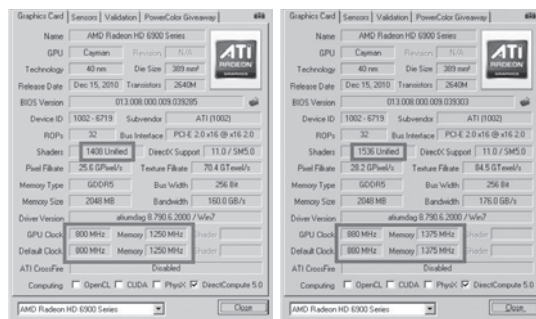 Graphics Card Sensors Validation PowerColor Giveaway
Name AMD Radeon HD 6900 Series
GPU Cayman Revision N/A
ATI
RADEON
GRAPHICS
Technology 40 nm Die Size 389 mm²
Release Date Dec 15, 2010 Transistors 2640M
BIOS Version 013.008.000.009.039285
Device ID 1002 - 6719 Subvendor ATI (1002)
ROPs 32 Bus Interface PCI-E 2.0 x16 @ x16 2.0
Shaders 1408 Unified DirectX Support 11.0 / SM5.0
Pixel Fillrate 25.6 GPixel/s Texture Fillrate 70.4 GTexel/s
Memory Type GDDR5 Bus Width 256 Bit
Memory Size 2048 MB Bandwidth 160.0 GB/s
Driver Version atiumdag 8.790.6.2000 / Win7
GPU Clock 800 MHz Memory 1250 MHz Shader
Default Clock 800 MHz Memory 1250 MHz Shader
ATI CrossFire Disabled
Computing OpenCL CUDA PhysX DirectCompute 5.0
AMD Radeon HD 6900 Series Close
Graphics Card Sensors Validation PowerColor Giveaway
Name AMD Radeon HD 6900 Series
GPU Cayman Revision N/A
ATI
RADEON
GRAPHICS
Technology 40 nm Die Size 389 mm²
Release Date Dec 15, 2010 Transistors 2640M
BIOS Version 013.008.000.009.039303
Device ID 1002 - 6719 Subvendor ATI (1002)
ROPs 32 Bus Interface PCI-E 2.0 x16 @ x16 2.0
Shaders 1536 Unified DirectX Support 11.0 / SM5.0
Pixel Fillrate 28.2 GPixel/s Texture Fillrate 84.5 GTexel/s
Memory Type GDDR5 Bus Width 256 Bit
Memory Size 2048 MB Bandwidth 176.0 GB/s
Driver Version atiumdag 8.790.6.2000 / Win7
GPU Clock 880 MHz Memory 1375 MHz Shader
Default Clock 880 MHz Memory 1375 MHz Shader
ATI CrossFire Disabled
Computing OpenCL CUDA PhysX DirectCompute 5.0
AMD Radeon HD 6900 Series Close